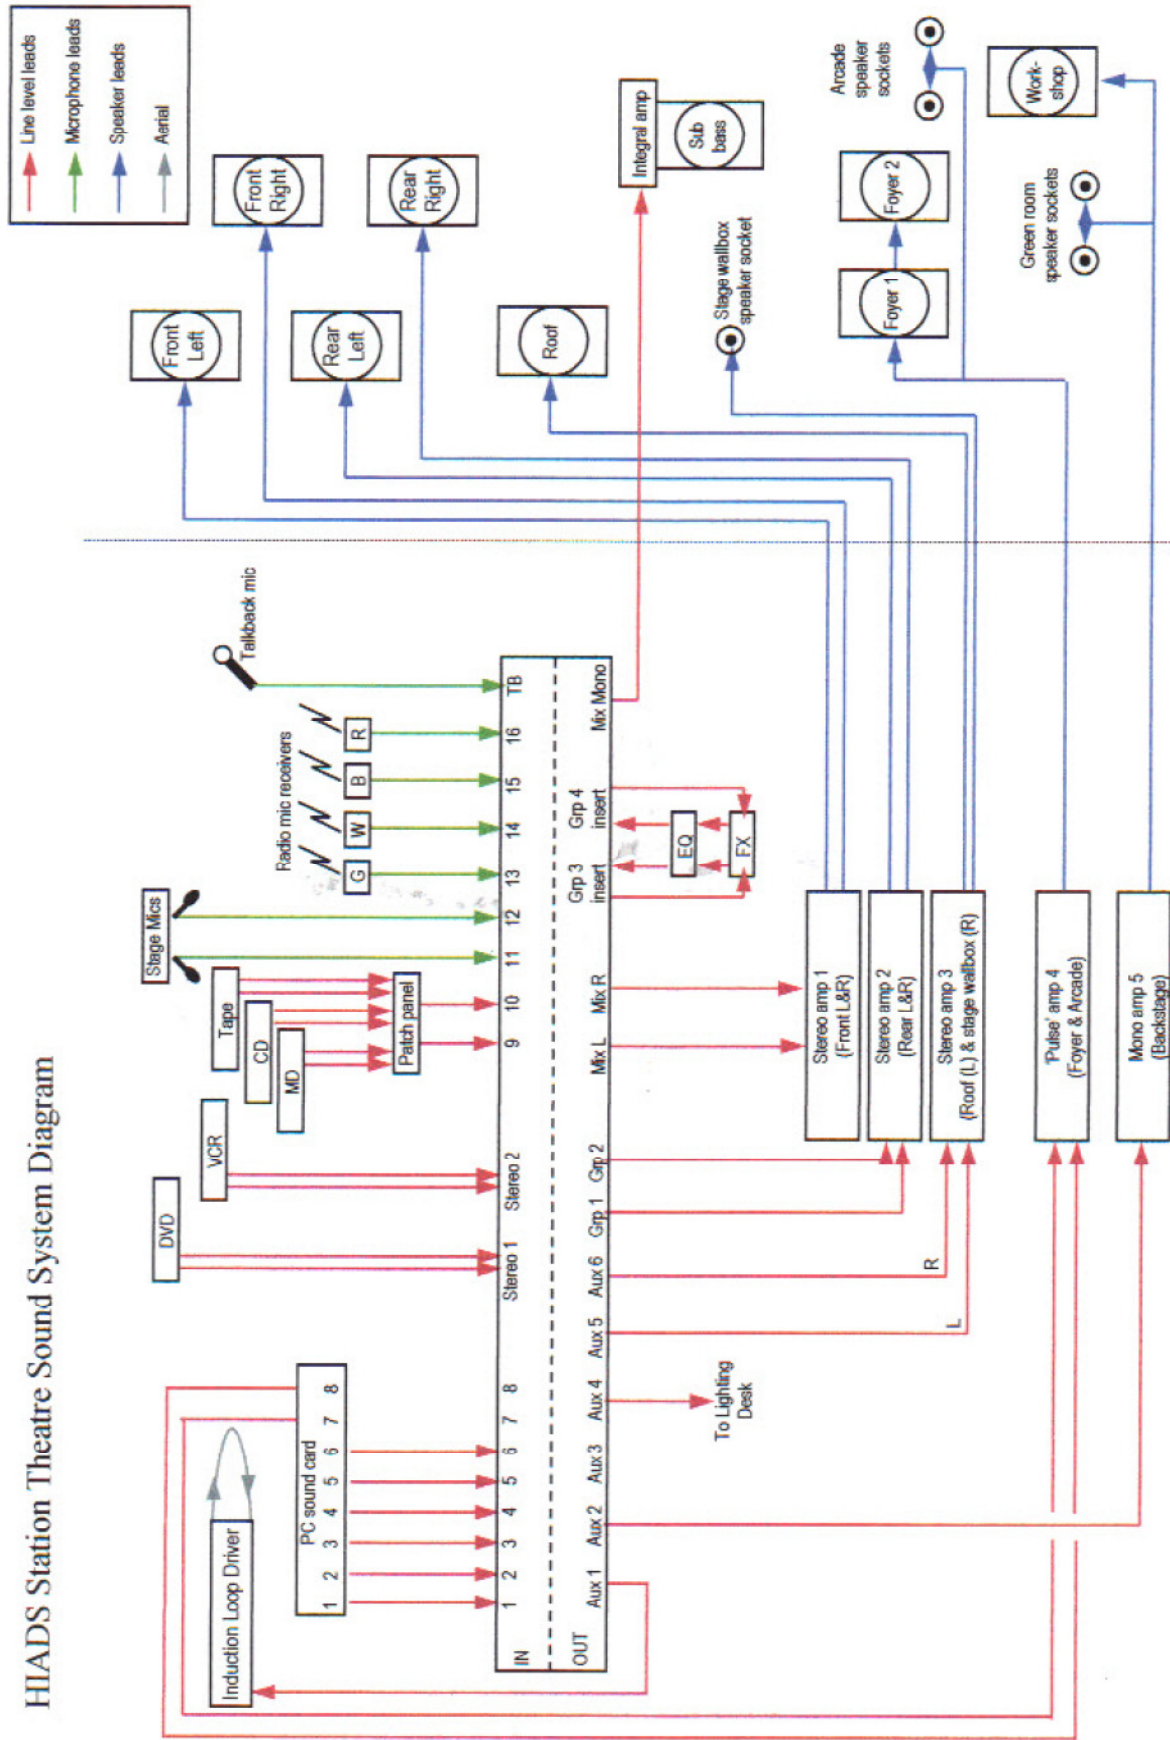 HIADS Station Theatre Sound System Diagram
Line level leads
Microphone leads
Speaker leads
Aerial
Induction Loop Driver
PC sound card
1 2 3 4 5 6 7 8
DVD
VCR
MD
CD
Tape
Patch panel
Stage Mics
Radio mic receivers
G W B R
Talkback mic
IN
1 2 3 4 5 6 7 8 Stereo 1 Stereo 2 9 10 11 12 13 14 15 16 TB
OUT
Aux 1 Aux 2 Aux 3 Aux 4 Aux 5 Aux 6 Grp 1 Grp 2 Mix L Mix R Grp 3
insert
Grp 4
insert
Mix Mono
EQ
FX
To Lighting
Desk
L
R
Stereo amp 1
(Front L&R)
Stereo amp 2
(Rear L&R)
Stereo amp 3
(Roof (L) & stage wallbox (R)
'Pulse' amp 4
(Foyer & Arcade)
Mono amp 5
(Backstage)
Front
Left
Front
Right
Rear
Left
Rear
Right
Roof
Integral amp
Sub
bass
Stage wallbox
speaker socket
Foyer 1
Foyer 2
Arcade
speaker
sockets
Green room
speaker sockets
Work-
shop